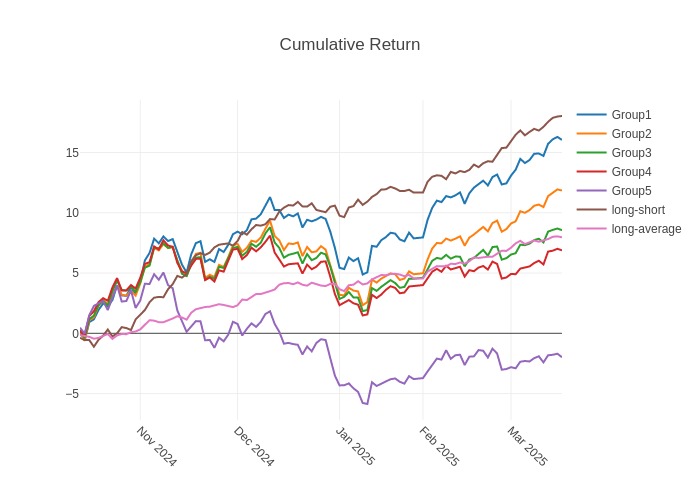 Cumulative Return
15
10
5
0
−5
Nov 2024
Dec 2024
Jan 2025
Feb 2025
Mar 2025
Group1
Group2
Group3
Group4
Group5
long-short
long-average